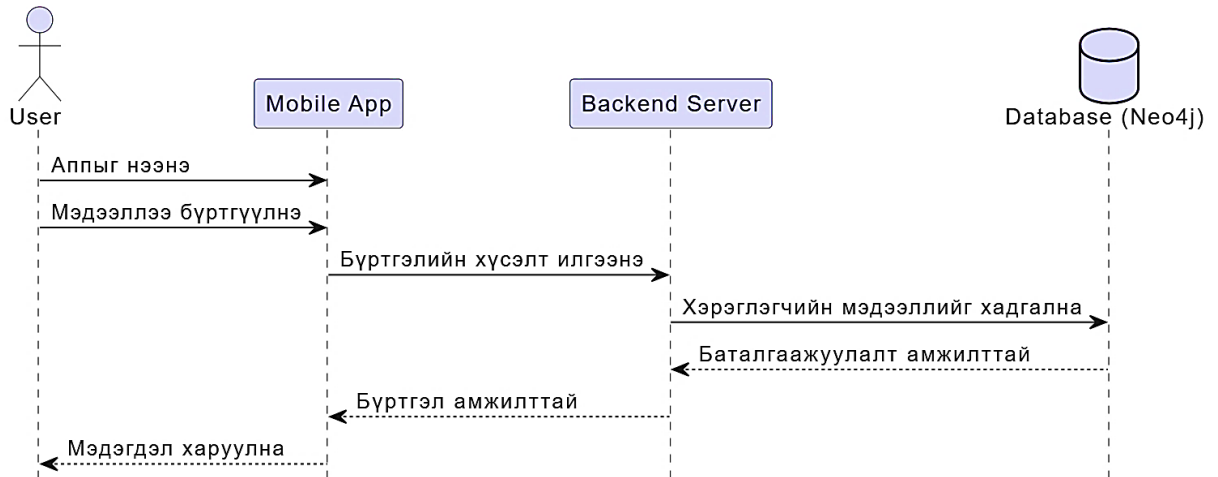 User
Mobile App
Backend Server
Database (Neo4j)
Аппыг нээнэ
Мэдээллээ бүртгүүлнэ
Бүртгэлийн хүсэлт илгээнэ
Хэрэглэгчийн мэдээллийг хадгална
Баталгаажуулалт амжилттай
Бүртгэл амжилттай
Мэдэгдэл харуулна